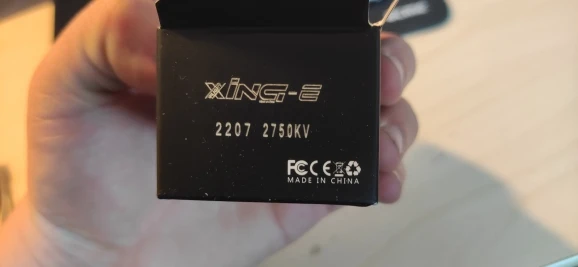 XING-E
2207 2750KV
FC CE
MADE IN CHINA